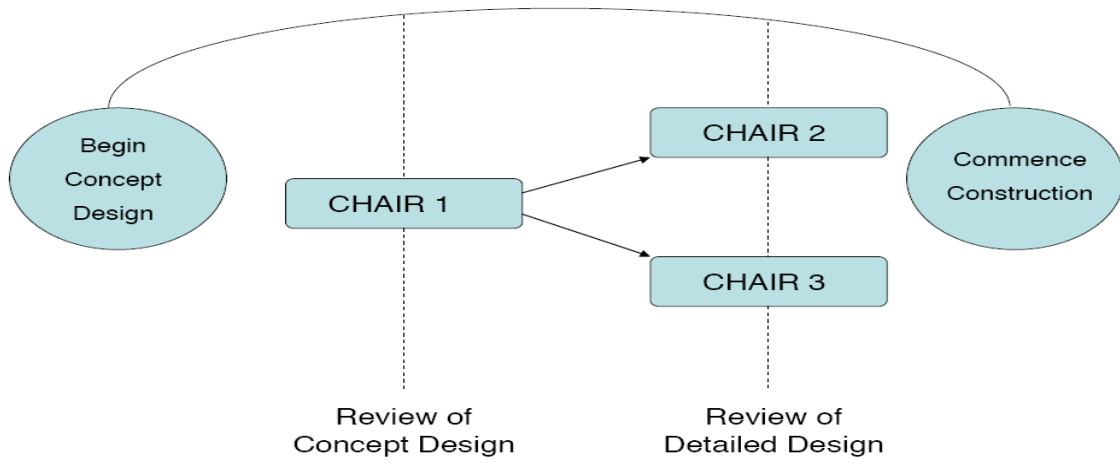 Begin
Concept
Design
CHAIR 1
CHAIR 2
CHAIR 3
Commence
Construction
Review of
Concept Design
Review of
Detailed Design